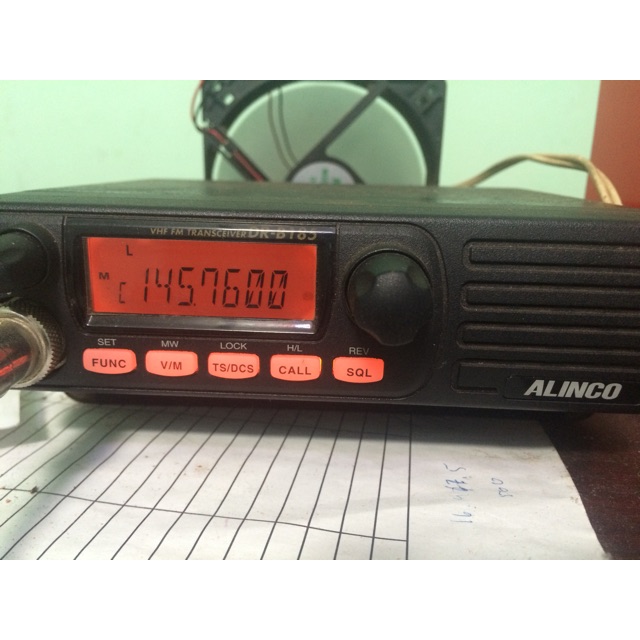 VHF FM TRANSCEIVER DR-B185
L
M
C 145.7600
SET MW LOCK H/L REV
FUNC V/M TS/DCS CALL SQL
ALINCO